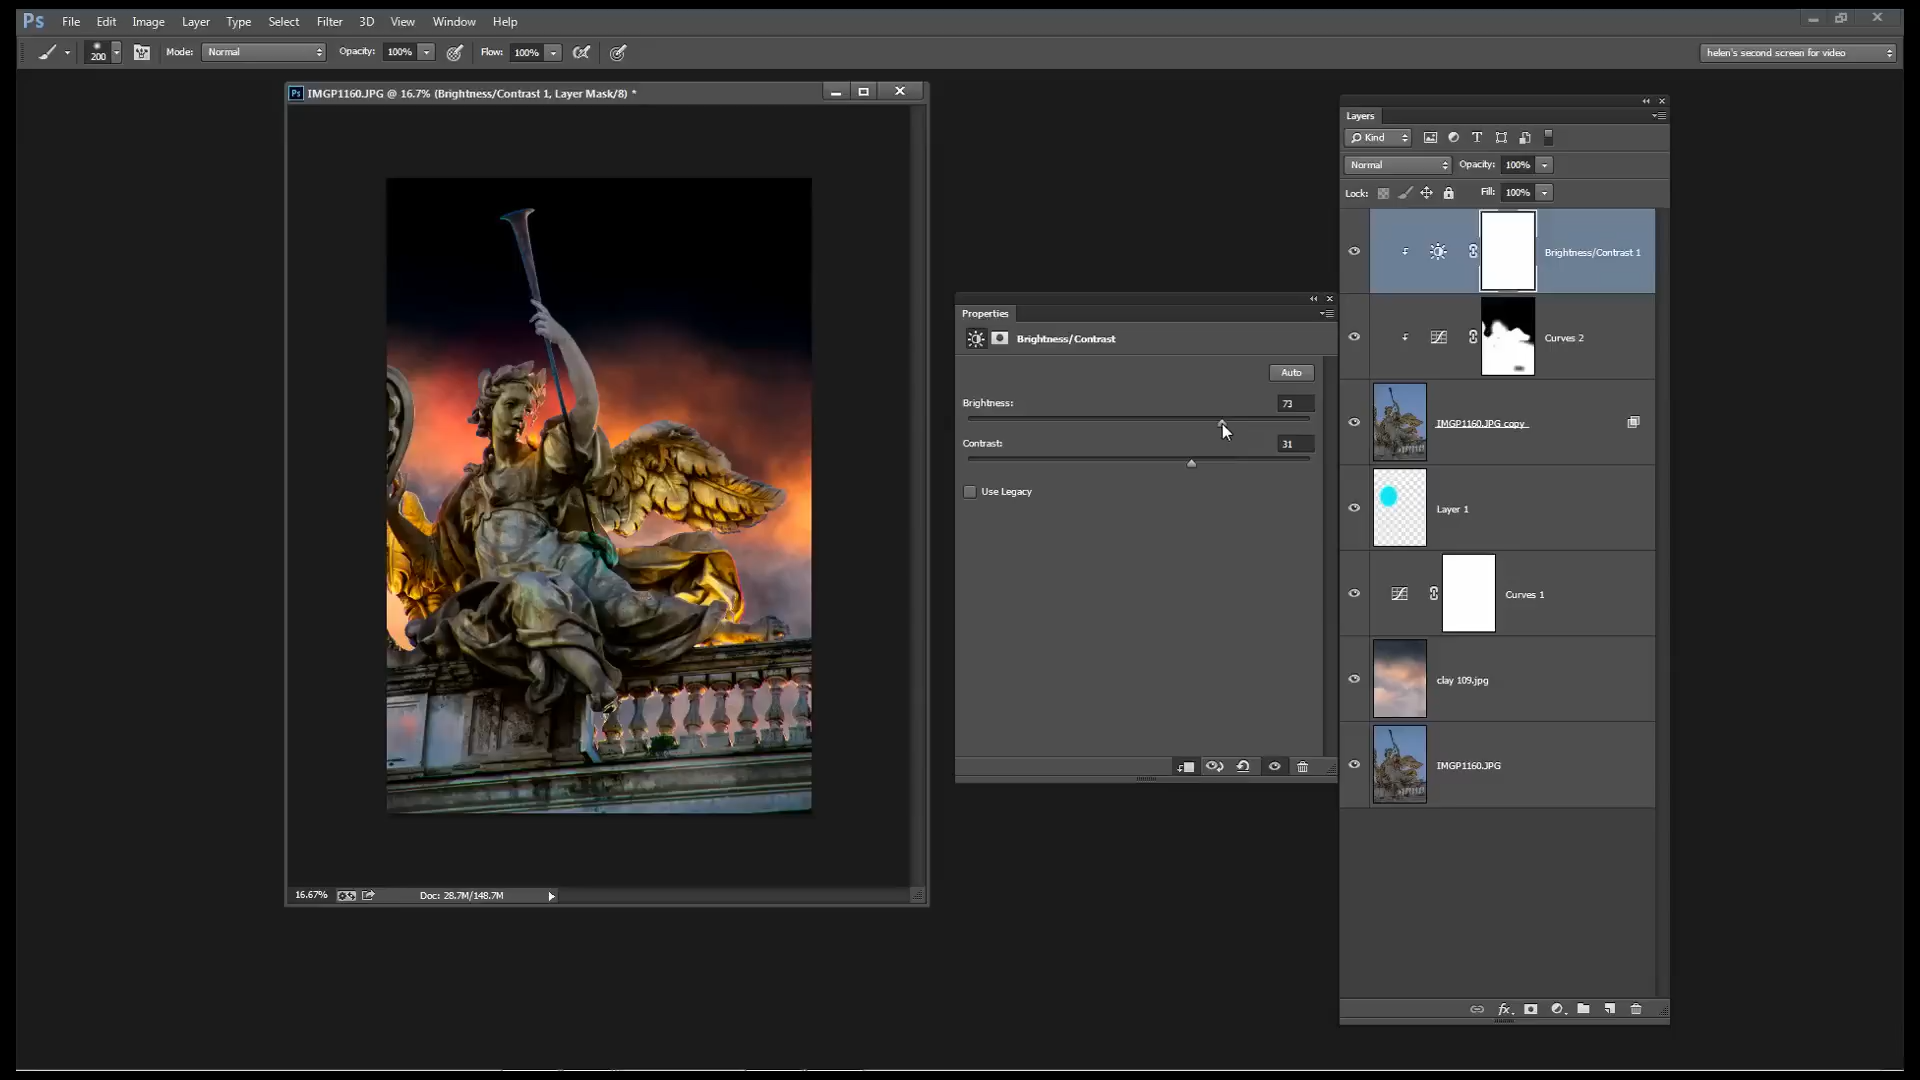 Ps File Edit Image Layer Type Select Filter 3D View Window Help
200 Mode: Normal Opacity: 100% Flow: 100% helen's second screen for video
Ps IMGP1160.JPG @ 16.7% (Brightness/Contrast 1, Layer Mask/8) *
Layers
Kind
Normal Opacity: 100%
Lock: Fill: 100%
Brightness/Contrast 1
Properties
Brightness/Contrast
Curves 2
Auto
Brightness: 73
IMGP1160.JPG copy
Contrast: 31
Use Legacy
Layer 1
Curves 1
clay 109.jpg
IMGP1160.JPG
16.67% Doc: 28.7M/148.7M
fx